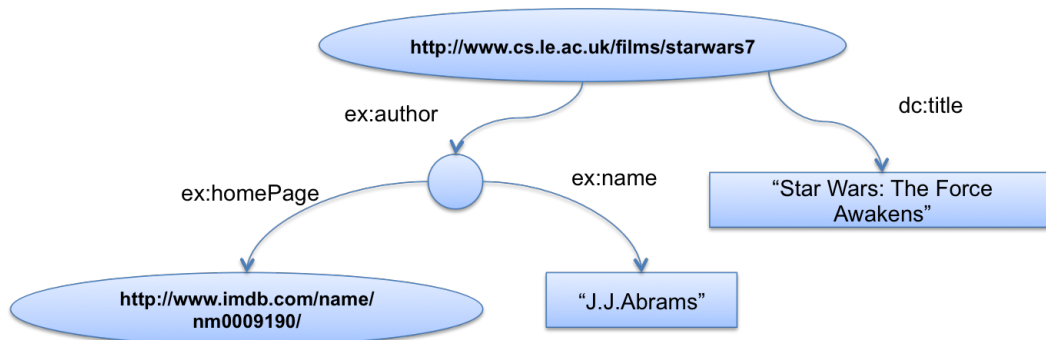 http://www.cs.le.ac.uk/films/starwars7
ex:author
dc:title
ex:homePage
ex:name
“Star Wars: The Force
Awakens”
http://www.imdb.com/name/
nm0009190/
“J.J.Abrams”